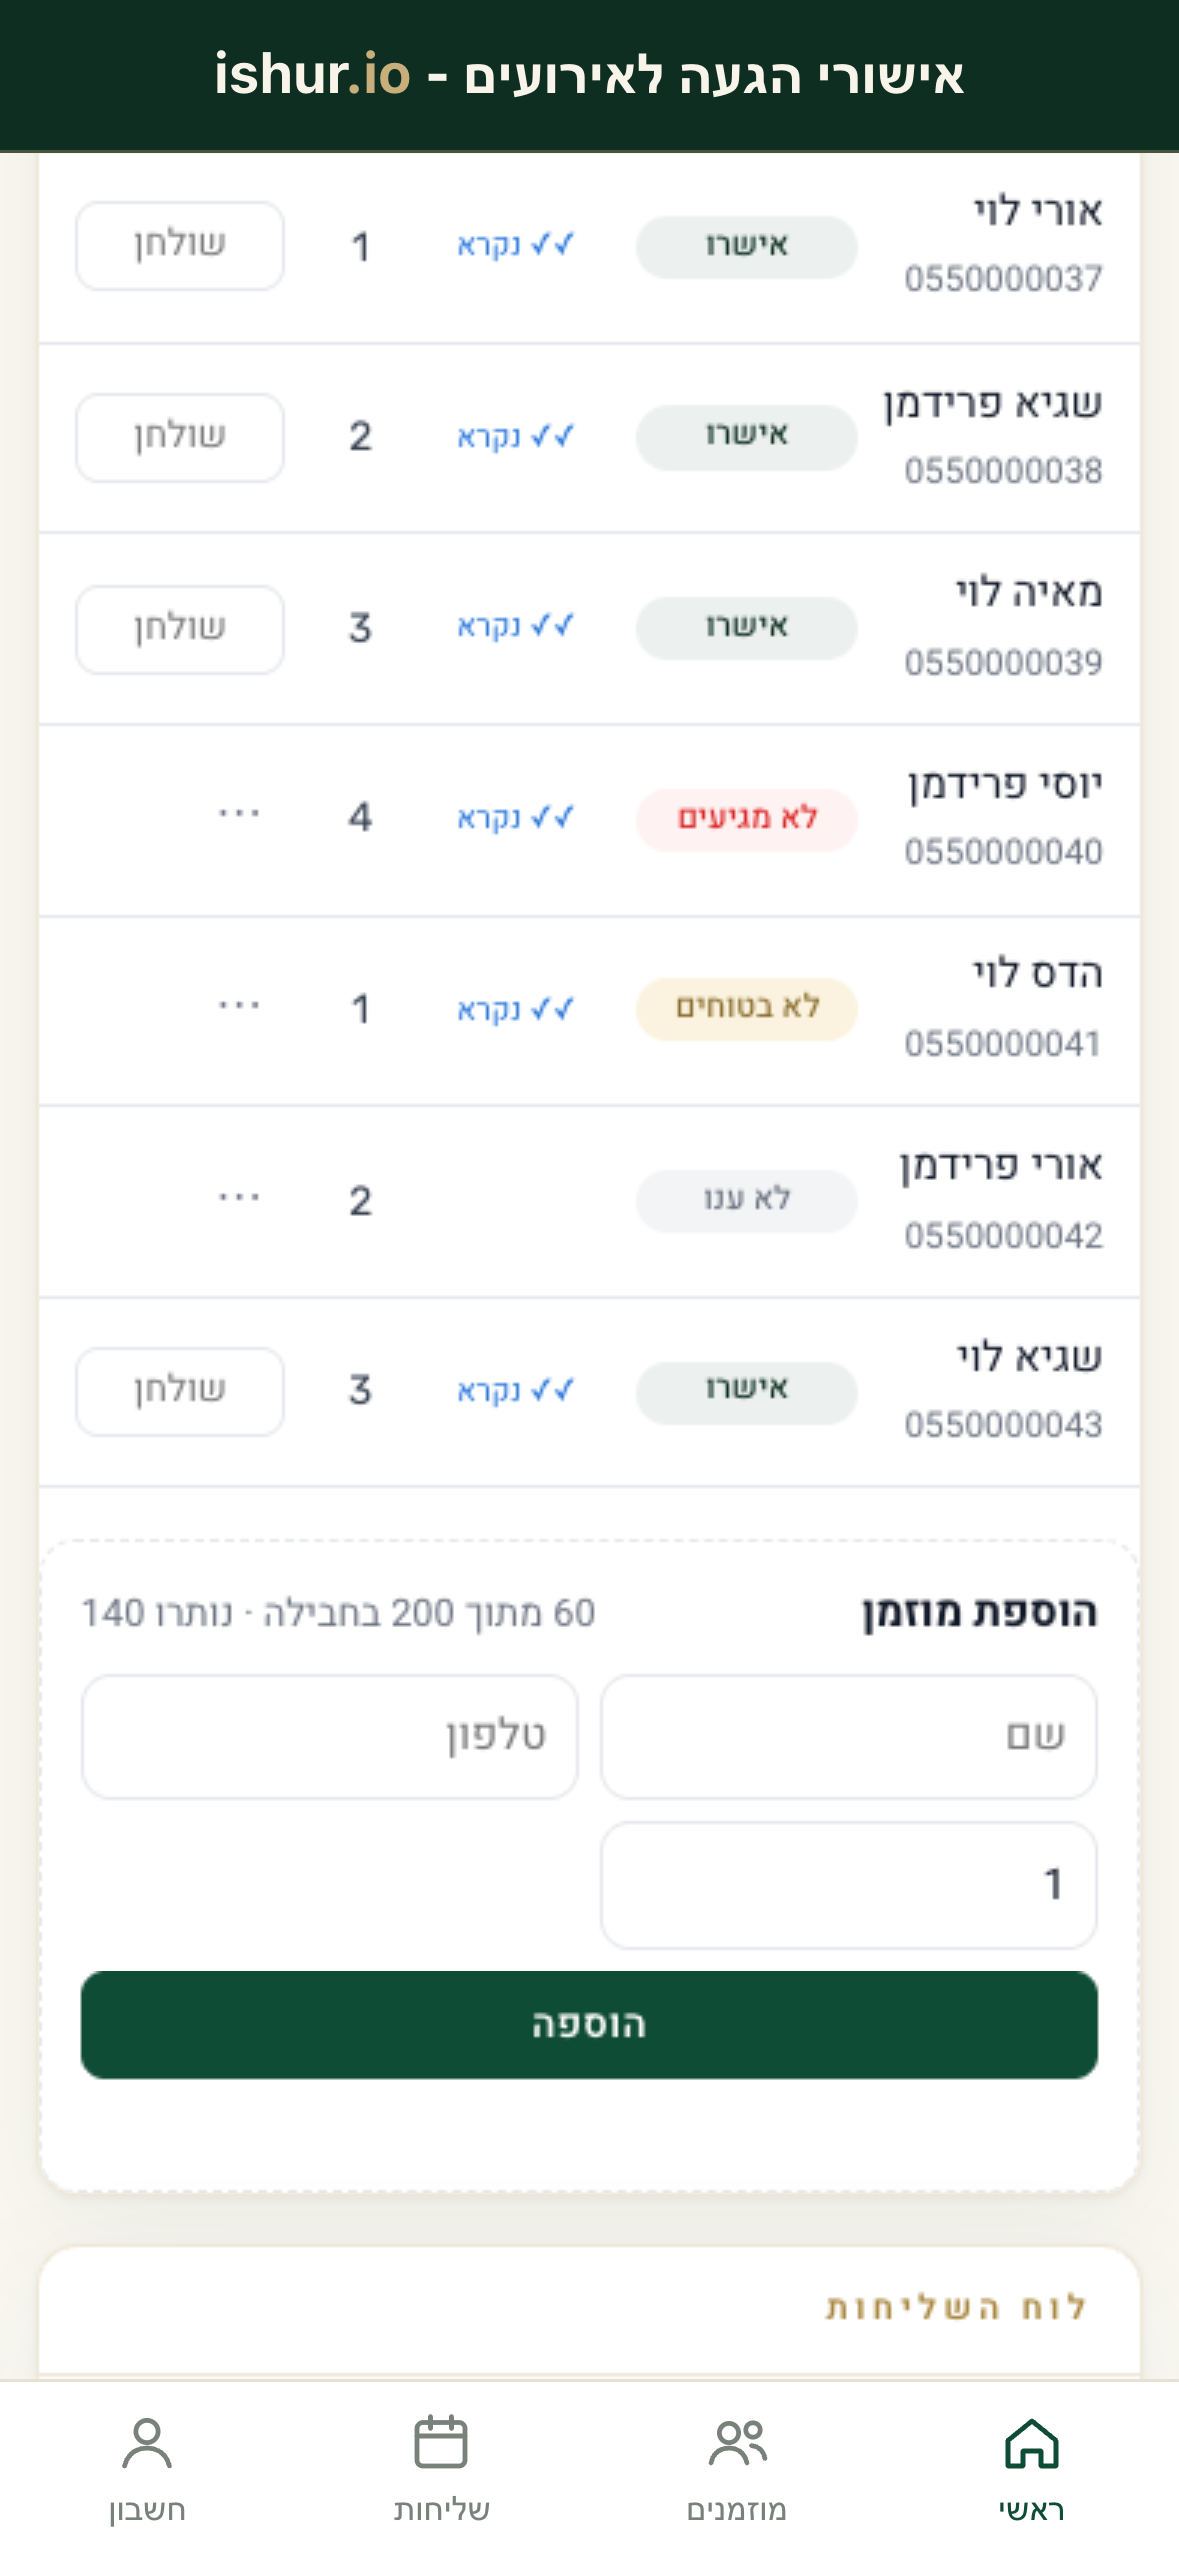 אישורי הגעה לאירועים - ishur.io
אורי לוי
0550000037
אישרו
✓✓ נקרא
1
שולחן
שגיא פרידמן
0550000038
אישרו
✓✓ נקרא
2
שולחן
מאיה לוי
0550000039
אישרו
✓✓ נקרא
3
שולחן
יוסי פרידמן
0550000040
לא מגיעים
✓✓ נקרא
4
...
הדס לוי
0550000041
לא בטוחים
✓✓ נקרא
1
...
אורי פרידמן
0550000042
לא ענו
2
...
שגיא לוי
0550000043
אישרו
✓✓ נקרא
3
שולחן
הוספת מוזמן
60 מתוך 200 בחבילה · נותרו 140
שם
טלפון
1
הוספה
לוח השליחות
ראשי
מוזמנים
שליחות
חשבון